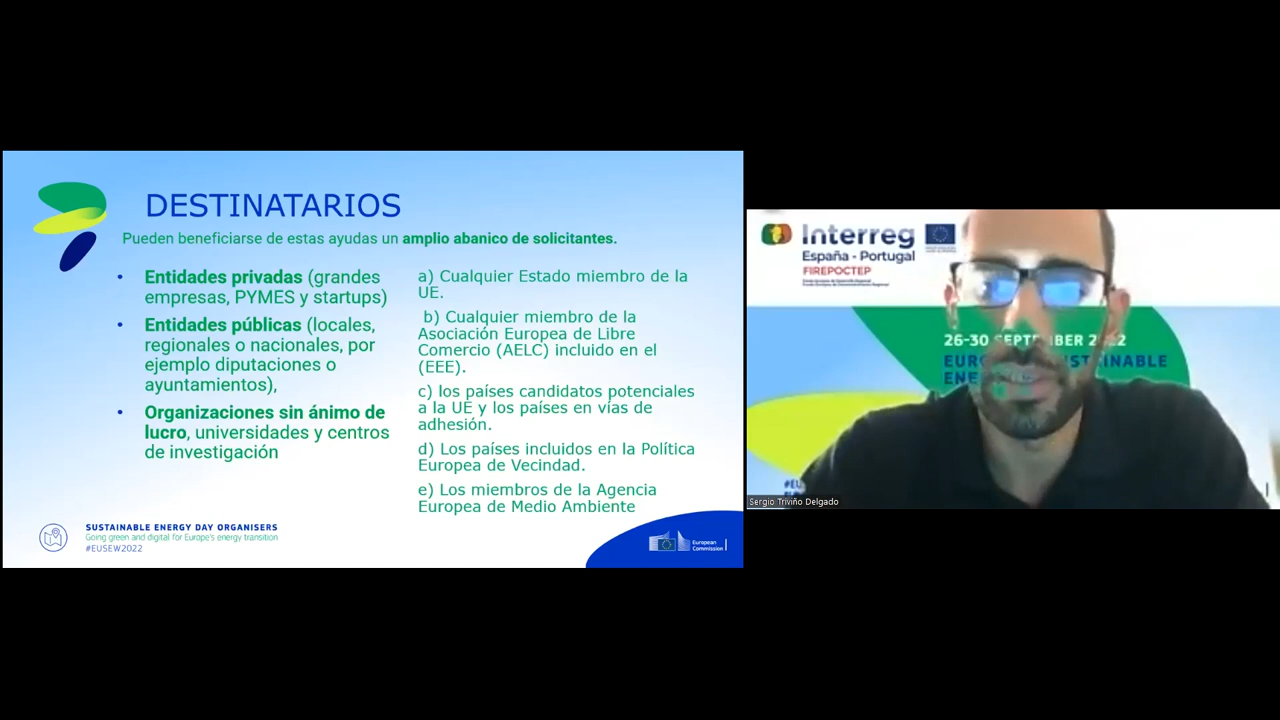 DESTINATARIOS
Pueden beneficiarse de estas ayudas un amplio abanico de solicitantes.
• Entidades privadas (grandes
empresas, PYMES y startups)
• Entidades públicas (locales,
regionales o nacionales, por
ejemplo diputaciones o
ayuntamientos),
• Organizaciones sin ánimo de
lucro, universidades y centros
de investigación
a) Cualquier Estado miembro de la
UE.
b) Cualquier miembro de la
Asociación Europea de Libre
Comercio (AELC) incluido en el
(EEE).
c) los países candidatos potenciales
a la UE y los países en vías de
adhesión.
d) Los países incluidos en la Política
Europea de Vecindad.
e) Los miembros de la Agencia
Europea de Medio Ambiente
SUSTAINABLE ENERGY DAY ORGANISERS
Going green and digital for Europe's energy transition
#EUSEW2022
European
Commission
Interreg
España - Portugal
FIREPOCTEP
26-30 SEPTEMBER 2022
EUROPEAN SUSTAINABLE
Sergio Triviño Delgado